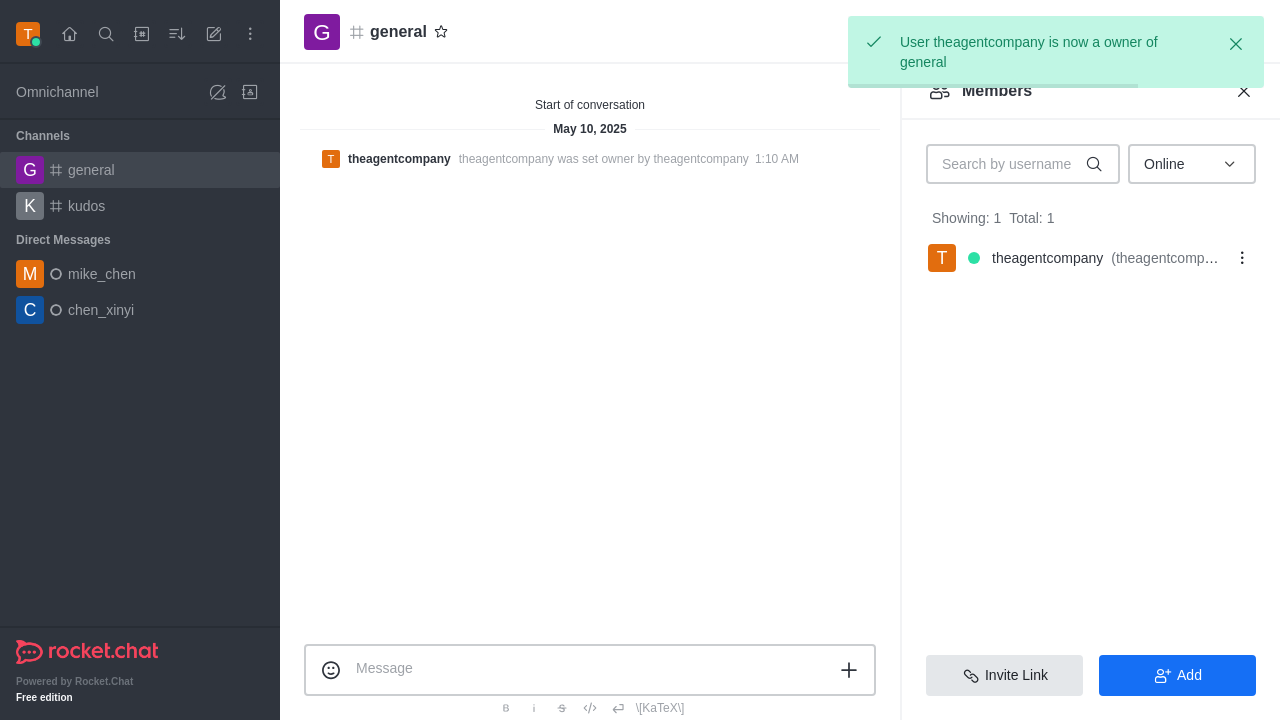 T
Omnichannel
Channels
G general
K kudos
Direct Messages
M mike_chen
C chen_xinyi
rocket.chat
Powered by Rocket.Chat
Free edition
G general
Start of conversation
May 10, 2025
T theagentcompany theagentcompany was set owner by theagentcompany 1:10 AM
Message
B i S \[KaTeX\]
User theagentcompany is now a owner of
general
Members
Search by username
Online
Showing: 1 Total: 1
T theagentcompany (theagentcomp…
Invite Link
Add